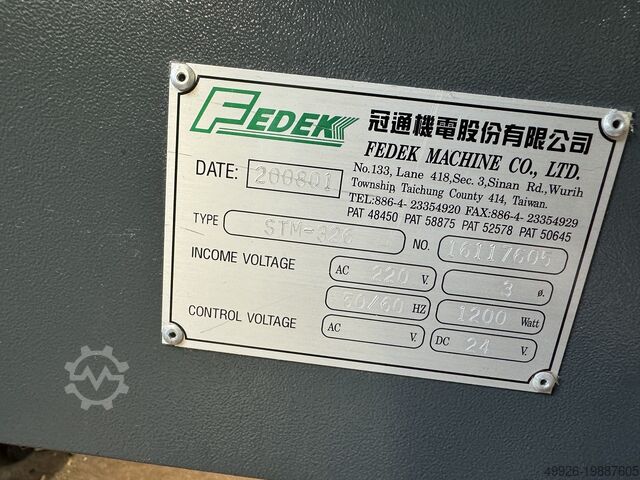 FEDEK
冠通機電股份有限公司
FEDEK MACHINE CO., LTD.
No.133, Lane 418,Sec. 3,Sinan Rd.,Wurih
Township, Taichung County 414, Taiwan.
TEL:886-4- 23354920 FAX:886-4- 23354929
PAT 48450 PAT 58875 PAT 52578 PAT 50645
DATE: 200801
TYPE STM-326 NO. 16117605
INCOME VOLTAGE AC 220 V. 3 ø.
50/60 HZ 1200 Watt
CONTROL VOLTAGE AC V. DC 24 V.
49926-19887605